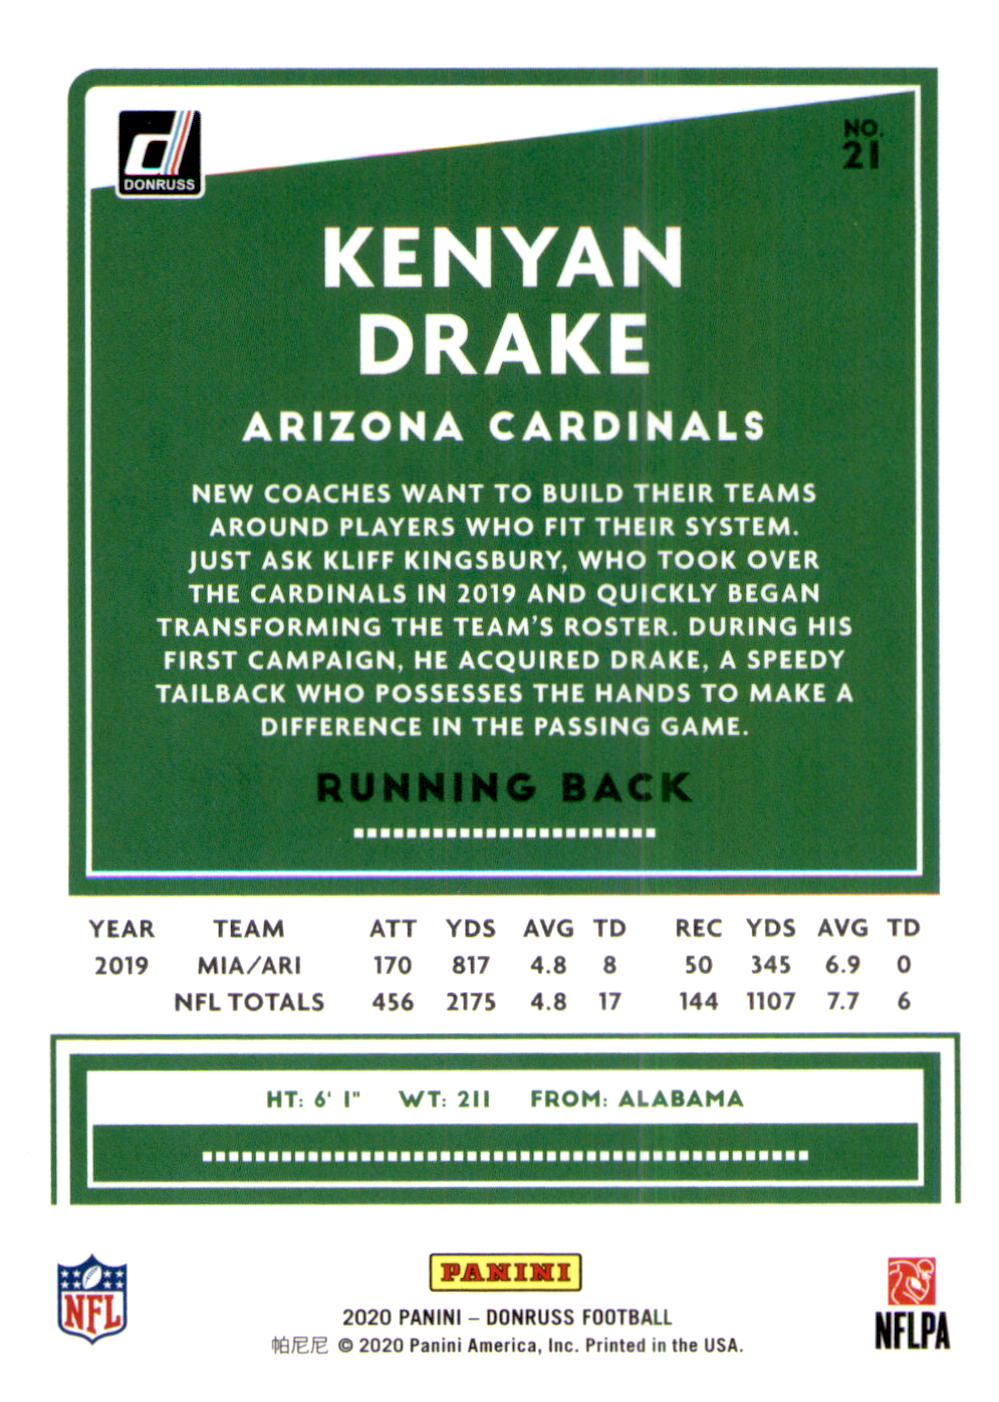 DONRUSS
NO.
21
KENYAN
DRAKE
ARIZONA CARDINALS
NEW COACHES WANT TO BUILD THEIR TEAMS
AROUND PLAYERS WHO FIT THEIR SYSTEM.
JUST ASK KLIFF KINGSBURY, WHO TOOK OVER
THE CARDINALS IN 2019 AND QUICKLY BEGAN
TRANSFORMING THE TEAM'S ROSTER. DURING HIS
FIRST CAMPAIGN, HE ACQUIRED DRAKE, A SPEEDY
TAILBACK WHO POSSESSES THE HANDS TO MAKE A
DIFFERENCE IN THE PASSING GAME.
RUNNING BACK
YEAR TEAM ATT YDS AVG TD REC YDS AVG TD
2019 MIA/ARI 170 817 4.8 8 50 345 6.9 0
NFL TOTALS 456 2175 4.8 17 144 1107 7.7 6
HT: 6' 1" WT: 211 FROM: ALABAMA
NFL
PANINI
NFLPA
2020 PANINI – DONRUSS FOOTBALL
帕尼尼 © 2020 Panini America, Inc. Printed in the USA.